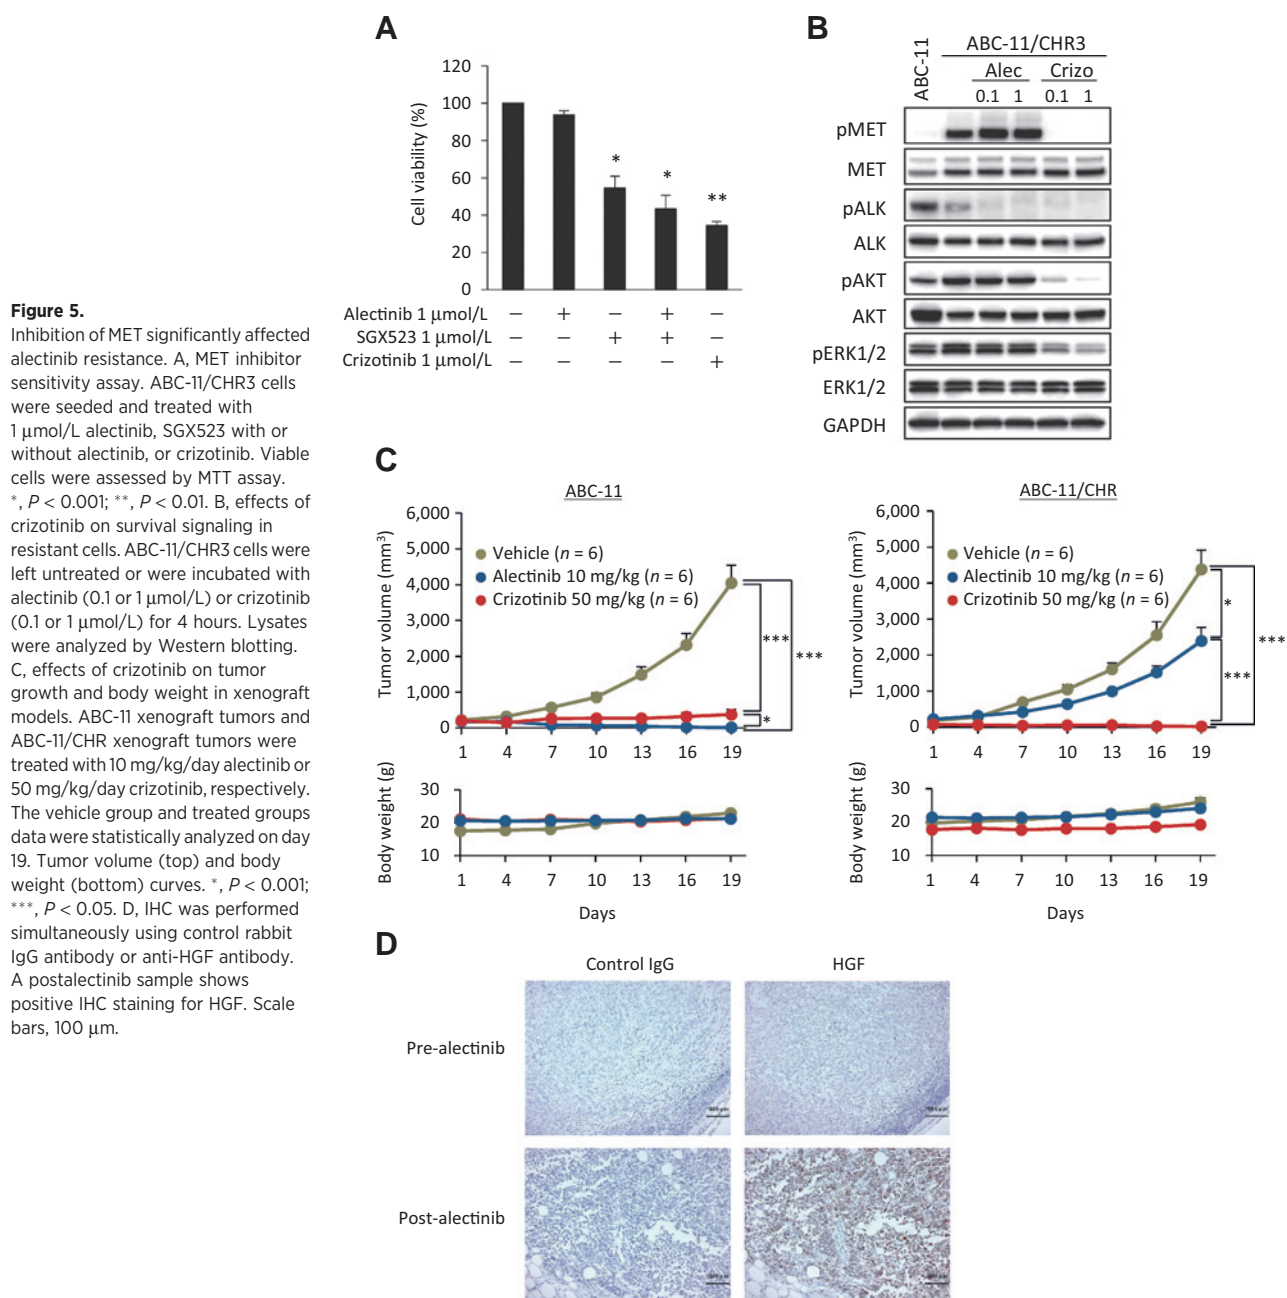 Figure 5.
Inhibition of MET significantly affected
alectinib resistance. A, MET inhibitor
sensitivity assay. ABC-11/CHR3 cells
were seeded and treated with
1 μmol/L alectinib, SGX523 with or
without alectinib, or crizotinib. Viable
cells were assessed by MTT assay.
*, P < 0.001; **, P < 0.01. B, effects of
crizotinib on survival signaling in
resistant cells. ABC-11/CHR3 cells were
left untreated or were incubated with
alectinib (0.1 or 1 μmol/L) or crizotinib
(0.1 or 1 μmol/L) for 4 hours. Lysates
were analyzed by Western blotting.
C, effects of crizotinib on tumor
growth and body weight in xenograft
models. ABC-11 xenograft tumors and
ABC-11/CHR xenograft tumors were
treated with 10 mg/kg/day alectinib or
50 mg/kg/day crizotinib, respectively.
The vehicle group and treated groups
data were statistically analyzed on day
19. Tumor volume (top) and body
weight (bottom) curves. *, P < 0.001;
***, P < 0.05. D, IHC was performed
simultaneously using control rabbit
IgG antibody or anti-HGF antibody.
A postalectinib sample shows
positive IHC staining for HGF. Scale
bars, 100 μm.
A
Cell viability (%)
120
100
80
60
40
20
0
*
*
**
Alectinib 1 μmol/L − + − + −
SGX523 1 μmol/L − − + + −
Crizotinib 1 μmol/L − − − − +
B
ABC-11
ABC-11/CHR3
Alec Crizo
0.1 1 0.1 1
pMET
MET
pALK
ALK
pAKT
AKT
pERK1/2
ERK1/2
GAPDH
C
ABC-11
Tumor volume (mm³)
6,000
5,000
4,000
3,000
2,000
1,000
0
Vehicle (n = 6)
Alectinib 10 mg/kg (n = 6)
Crizotinib 50 mg/kg (n = 6)
***
***
*
1 4 7 10 13 16 19
Body weight (g)
30
20
10
1 4 7 10 13 16 19
Days
ABC-11/CHR
Tumor volume (mm³)
6,000
5,000
4,000
3,000
2,000
1,000
0
Vehicle (n = 6)
Alectinib 10 mg/kg (n = 6)
Crizotinib 50 mg/kg (n = 6)
*
***
***
1 4 7 10 13 16 19
Body weight (g)
30
20
10
1 4 7 10 13 16 19
Days
D
Control IgG HGF
Pre-alectinib
Post-alectinib